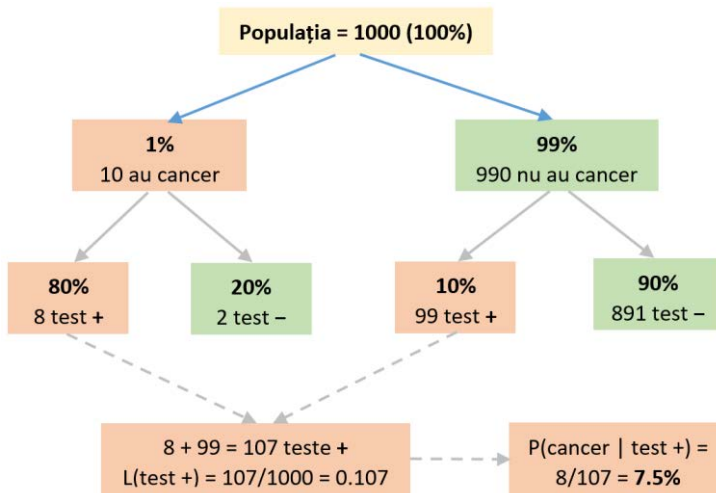 Populația = 1000 (100%)
1%
10 au cancer
99%
990 nu au cancer
80%
8 test +
20%
2 test −
10%
99 test +
90%
891 test −
8 + 99 = 107 teste +
L(test +) = 107/1000 = 0.107
P(cancer | test +) =
8/107 = 7.5%